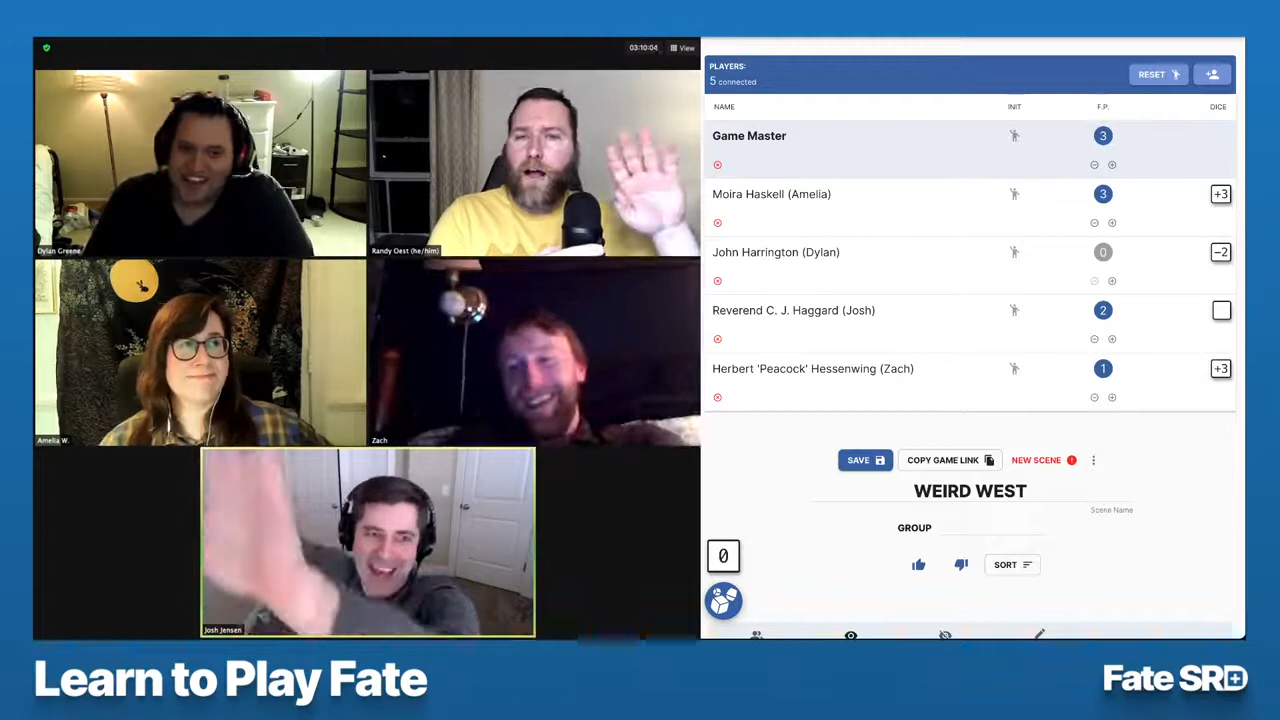 03:10:04
View
Dylan Greene
Randy Oest (he/him)
Amelia W.
Zach
Josh Jensen
PLAYERS:
5 connected
RESET
NAME INIT F.P. DICE
Game Master 3
Moira Haskell (Amelia) 3 +3
John Harrington (Dylan) 0 −2
Reverend C. J. Haggard (Josh) 2
Herbert 'Peacock' Hessenwing (Zach) 1 +3
SAVE COPY GAME LINK NEW SCENE
WEIRD WEST
Scene Name
GROUP
SORT
0
Learn to Play Fate
Fate SRD